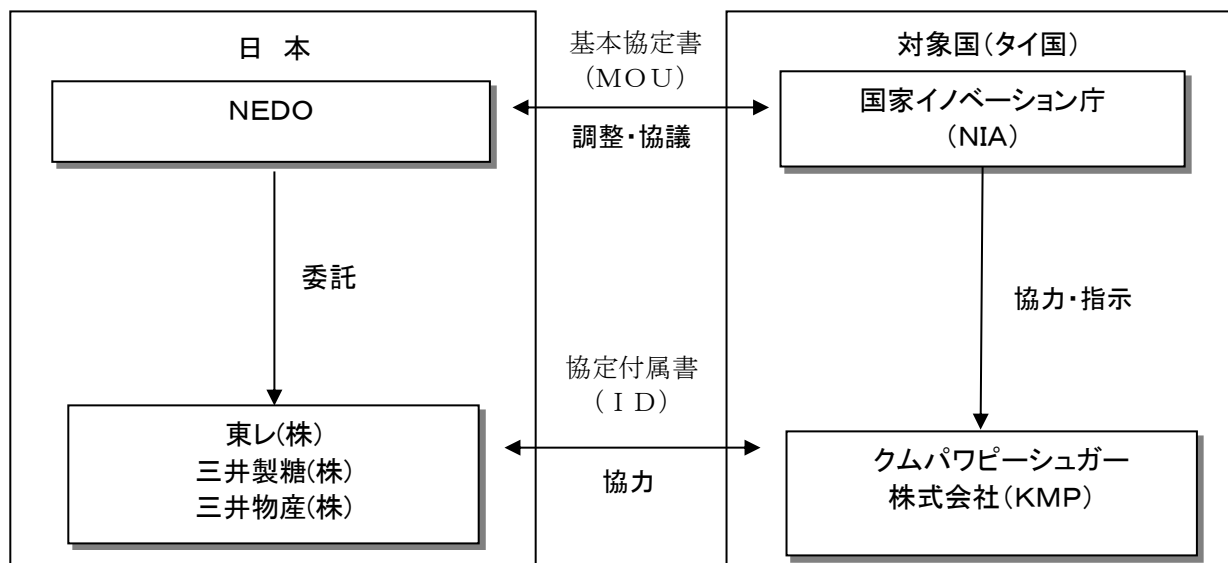 日 本
NEDO
基本協定書
（ＭＯＵ）
調整・協議
対象国（タイ国）
国家イノベーション庁
（NIA）
委託
協力・指示
東レ(株)
三井製糖(株)
三井物産(株)
協定付属書
（ＩＤ）
協力
クムパワピーシュガー
株式会社（KMP）